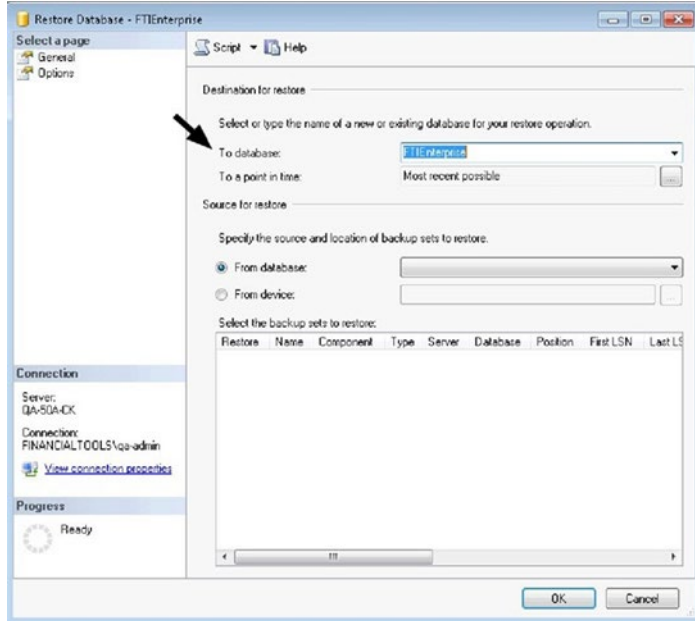 Restore Database - FTIEnterprise
Select a page
General
Options
Script
Help
Destination for restore
Select or type the name of a new or existing database for your restore operation.
To database:
FTIEnterprise
To a point in time:
Most recent possible
...
Source for restore
Specify the source and location of backup sets to restore.
From database:
From device:
...
Select the backup sets to restore:
Restore Name Component Type Server Database Position First LSN Last LS
Connection
Server:
QA-50A-CK
Connection:
FINANCIALTOOLS\qa-admin
View connection properties
Progress
Ready
OK
Cancel